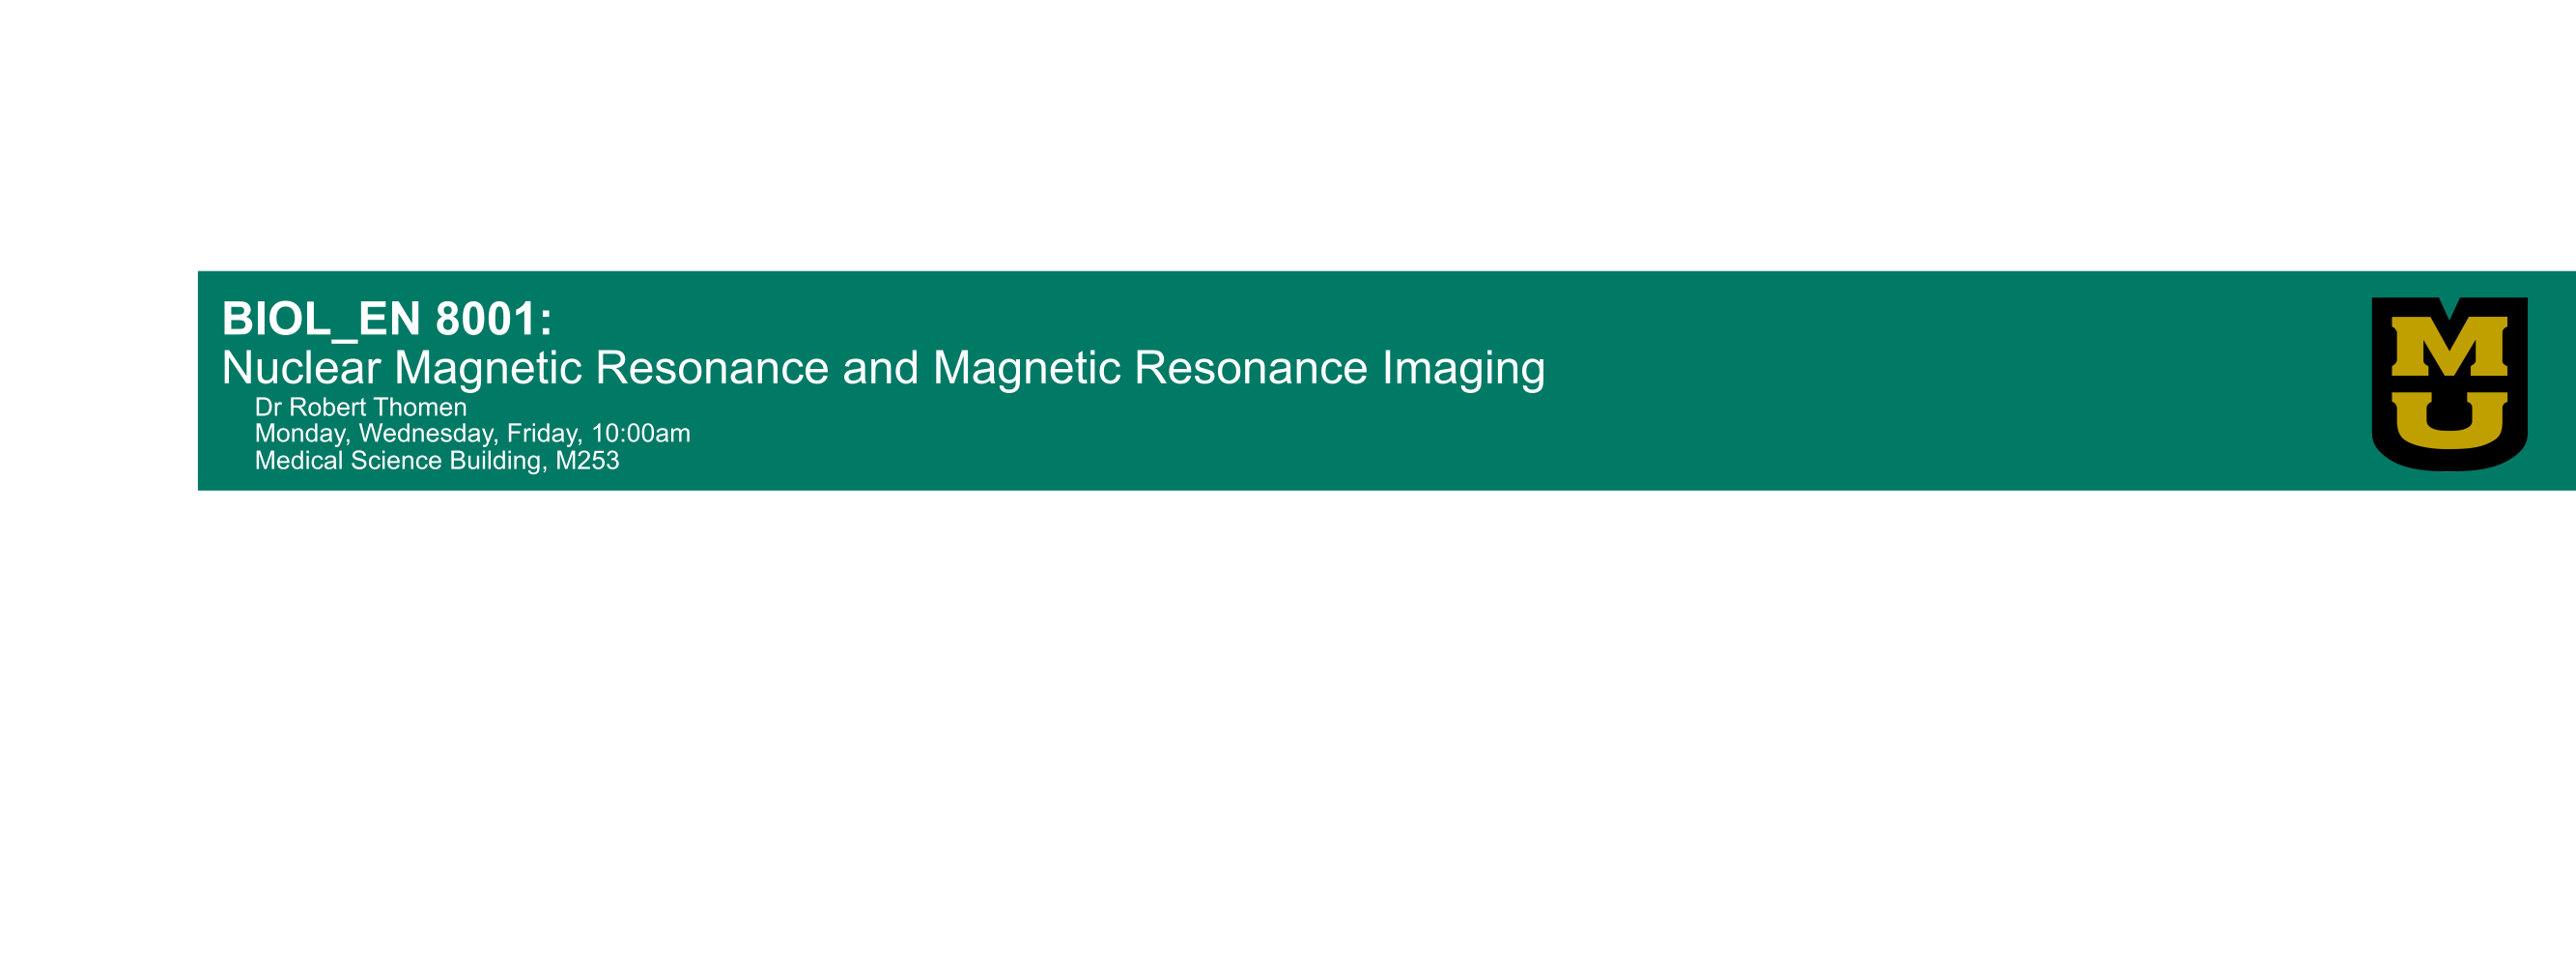 BIOL_EN 8001:
Nuclear Magnetic Resonance and Magnetic Resonance Imaging
Dr Robert Thomen
Monday, Wednesday, Friday, 10:00am
Medical Science Building, M253
M
U